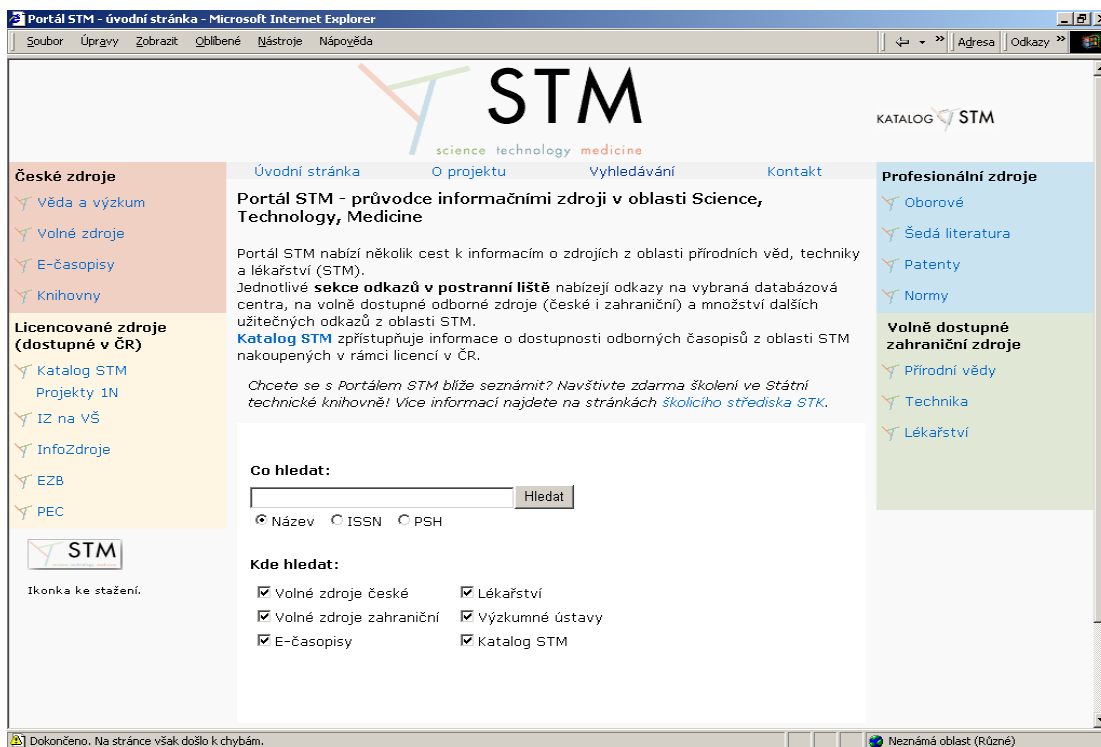 Portál STM - úvodní stránka - Microsoft Internet Explorer
Soubor Úpravy Zobrazit Oblíbené Nástroje Nápověda
» Adresa Odkazy »
STM
science technology medicine
KATALOG STM
Úvodní stránka O projektu Vyhledávání Kontakt
České zdroje
Věda a výzkum
Volné zdroje
E-časopisy
Knihovny
Licencované zdroje
(dostupné v ČR)
Katalog STM
Projekty 1N
IZ na VŠ
InfoZdroje
EZB
PEC
STM
science technology medicine
Ikonka ke stažení.
Portál STM - průvodce informačními zdroji v oblasti Science,
Technology, Medicine
Portál STM nabízí několik cest k informacím o zdrojích z oblasti přírodních věd, techniky
a lékařství (STM).
Jednotlivé sekce odkazů v postranní liště nabízejí odkazy na vybraná databázová
centra, na volně dostupné odborné zdroje (české i zahraniční) a množství dalších
užitečných odkazů z oblasti STM.
Katalog STM zpřístupňuje informace o dostupnosti odborných časopisů z oblasti STM
nakoupených v rámci licencí v ČR.
Chcete se s Portálem STM blíže seznámit? Navštivte zdarma školení ve Státní
technické knihovně! Více informací najdete na stránkách školicího střediska STK.
Co hledat:
Hledat
Název ISSN PSH
Kde hledat:
Volné zdroje české Lékařství
Volné zdroje zahraniční Výzkumné ústavy
E-časopisy Katalog STM
Profesionální zdroje
Oborové
Šedá literatura
Patenty
Normy
Volně dostupné
zahraniční zdroje
Přírodní vědy
Technika
Lékařství
Dokončeno. Na stránce však došlo k chybám.
Neznámá oblast (Různé)